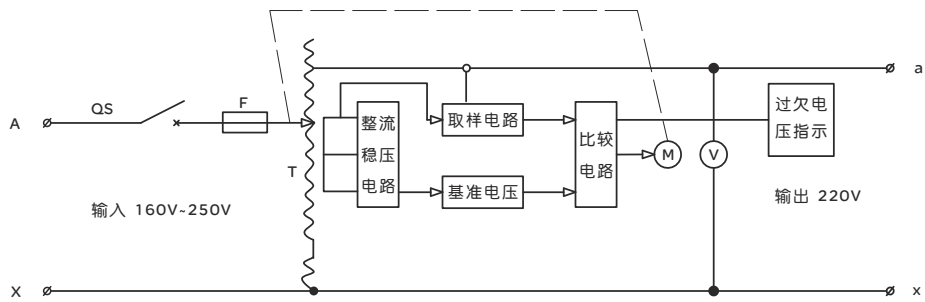 a
QS
F
A
整流
稳压
电路
取样电路
过欠电
压指示
比较
电路
M
V
T
基准电压
输入 160V~250V
输出 220V
X
x